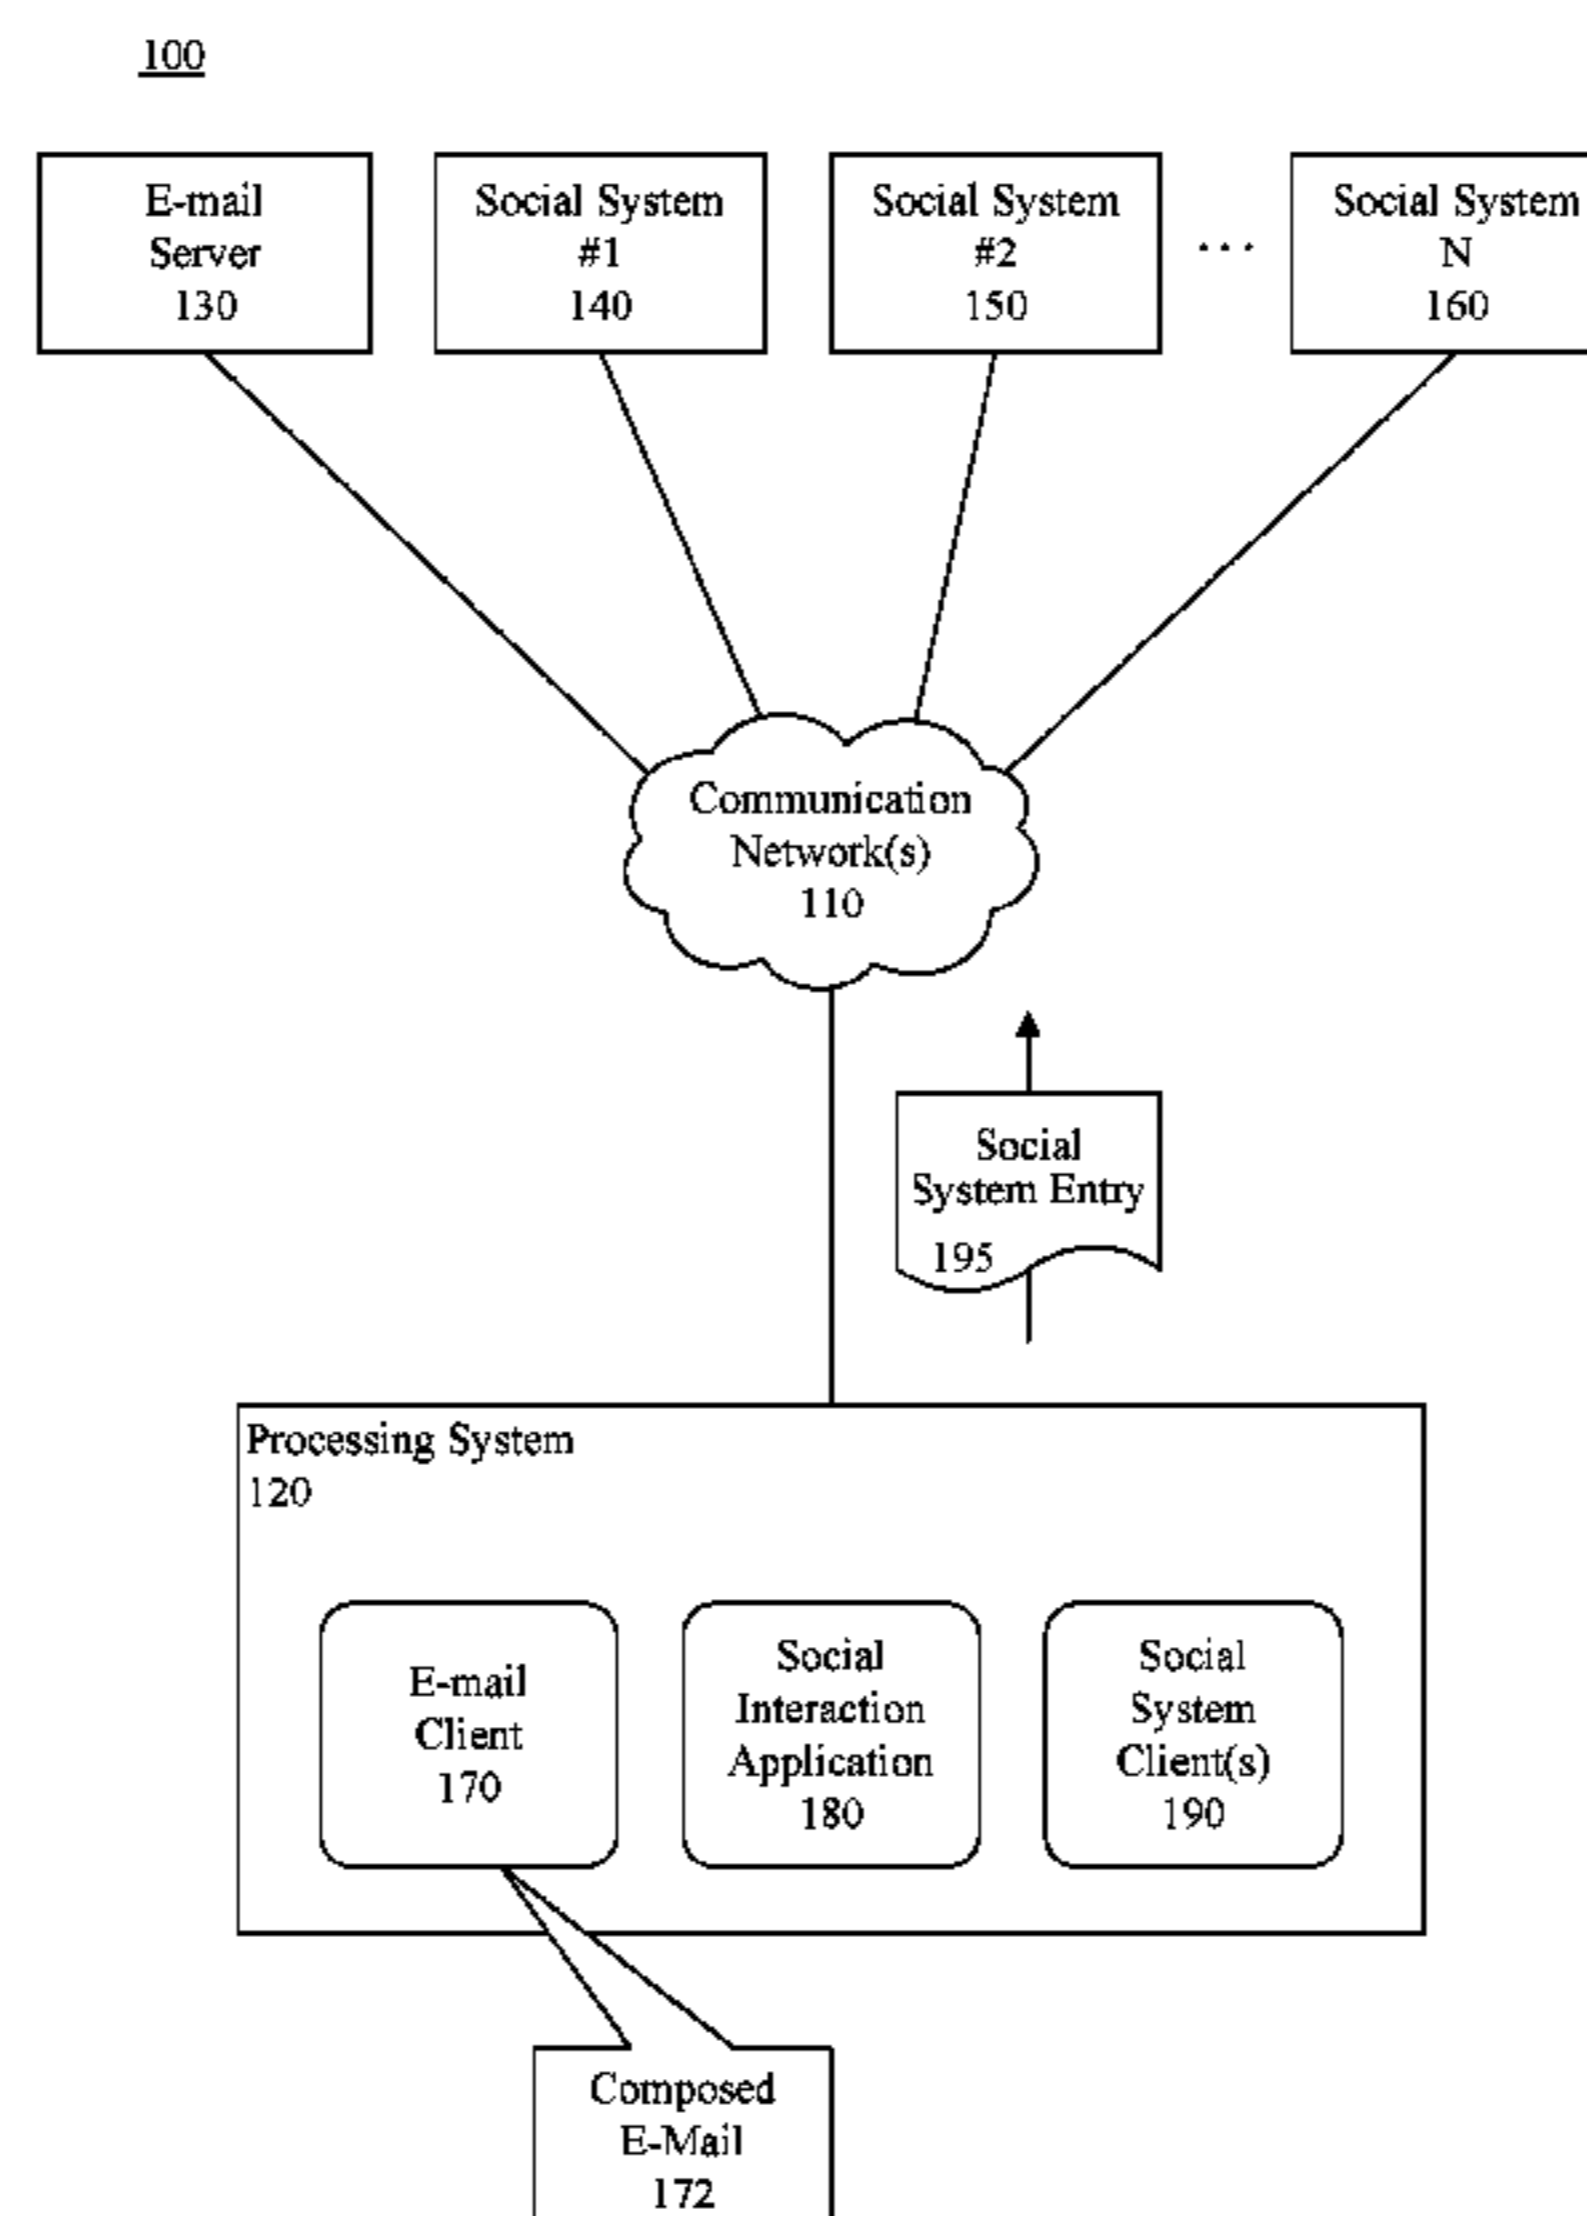 100
E-mail
Server
130
Social System
#1
140
Social System
#2
150
...
Social System
N
160
Communication
Network(s)
110
Social
System Entry
195
Processing System
120
E-mail
Client
170
Social
Interaction
Application
180
Social
System
Client(s)
190
Composed
E-Mail
172